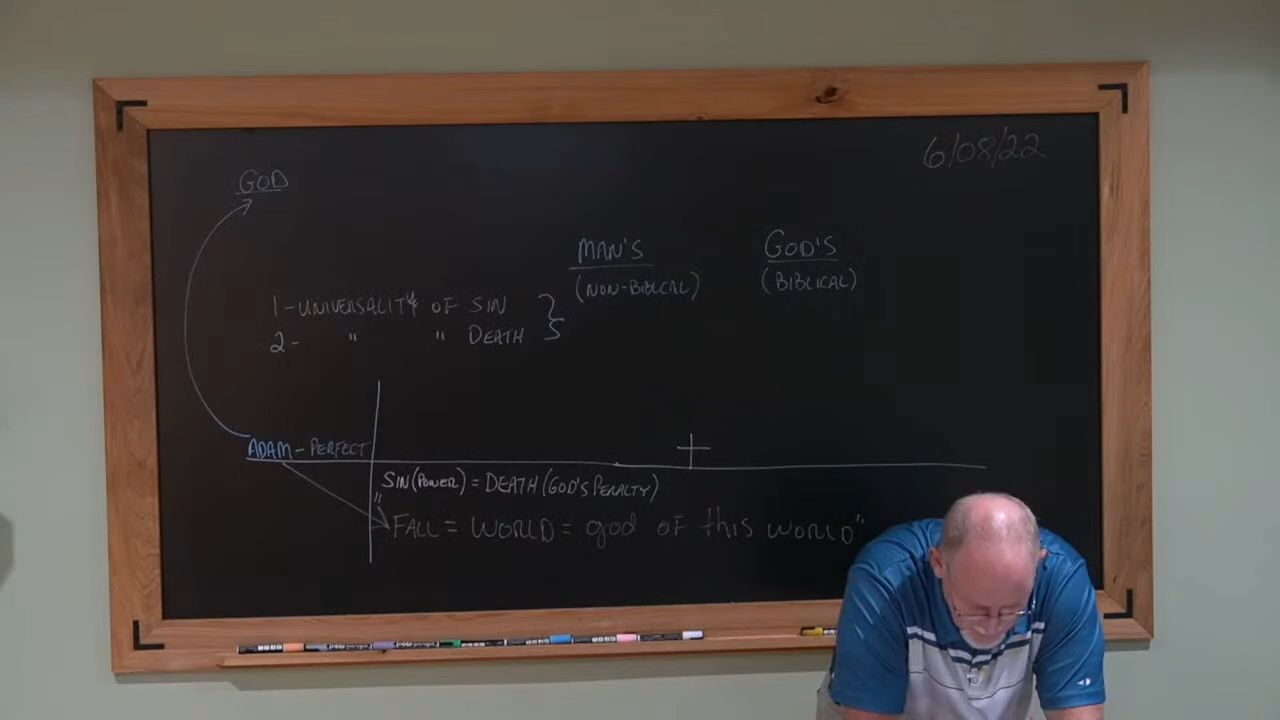 6/08/22
GOD
MAN'S
GOD'S
(NON-BIBLICAL)
(BIBLICAL)
1-UNIVERSALITY OF SIN
2- " " DEATH
ADAM-PERFECT
SIN(POWER) = DEATH(GOD'S PENALTY)
"FALL = WORLD = god of this WORLD"